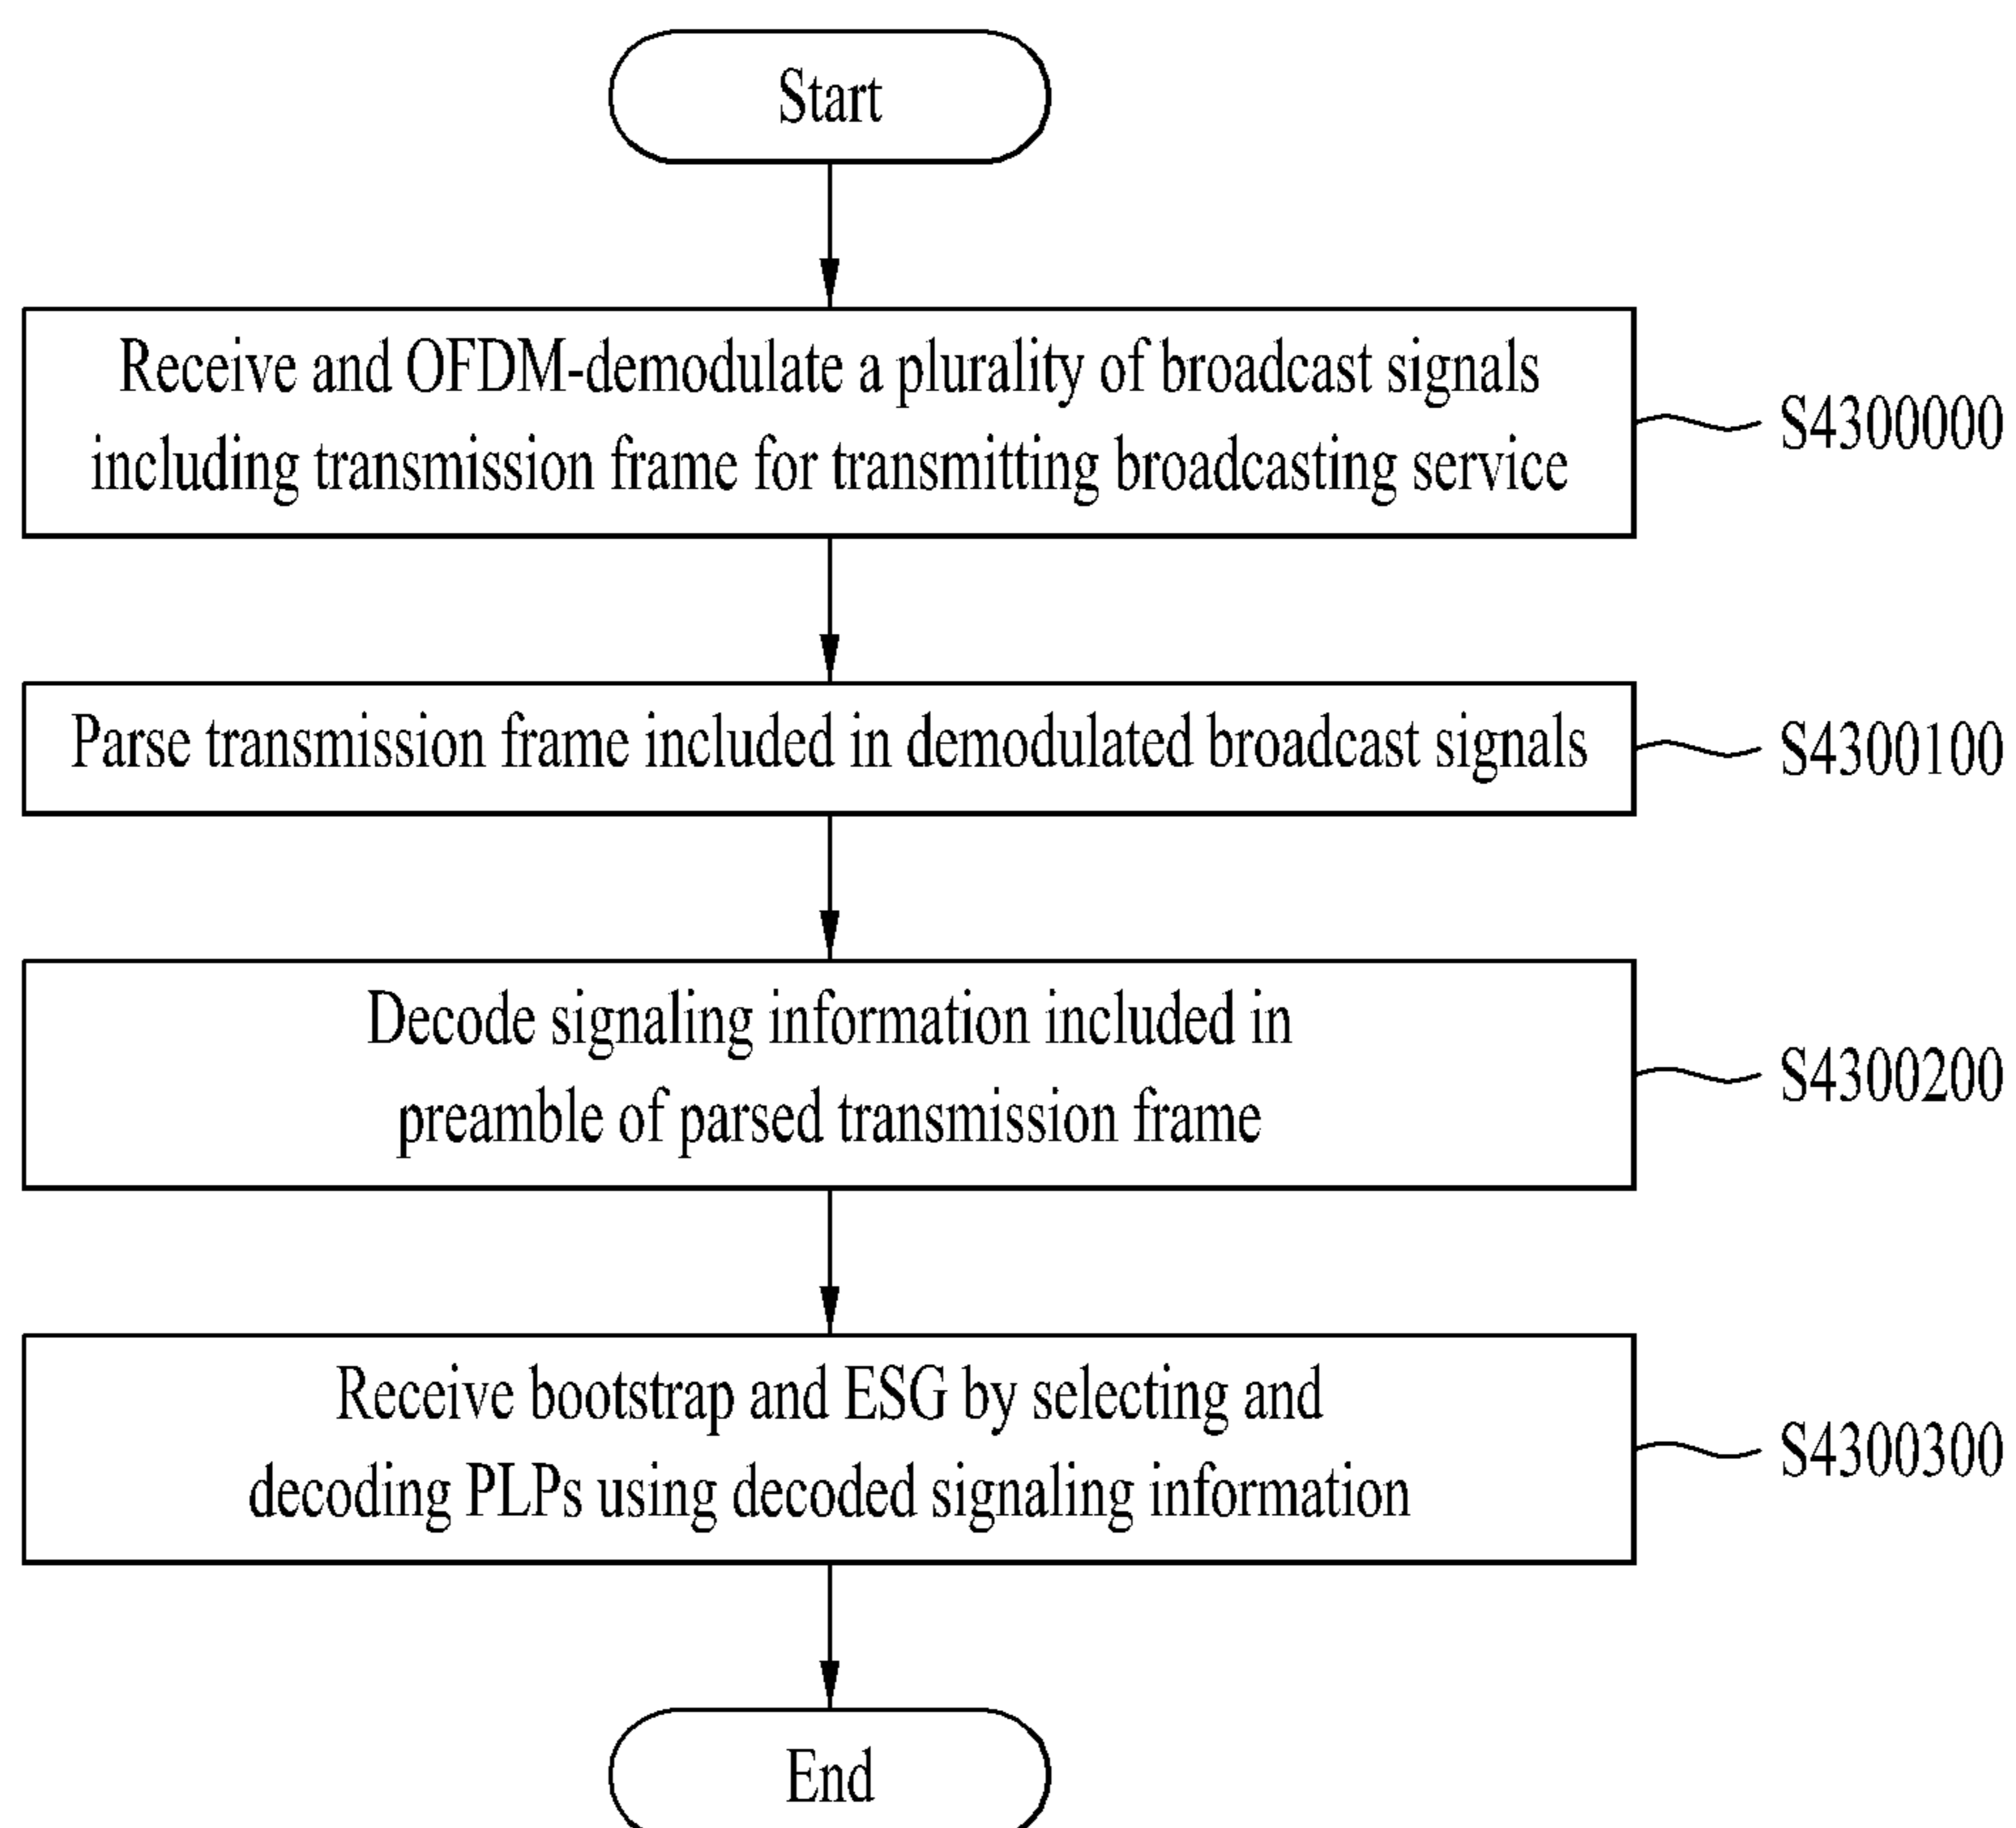 Start
Receive and OFDM-demodulate a plurality of broadcast signals
including transmission frame for transmitting broadcasting service
S4300000
Parse transmission frame included in demodulated broadcast signals
S4300100
Decode signaling information included in
preamble of parsed transmission frame
S4300200
Receive bootstrap and ESG by selecting and
decoding PLPs using decoded signaling information
S4300300
End